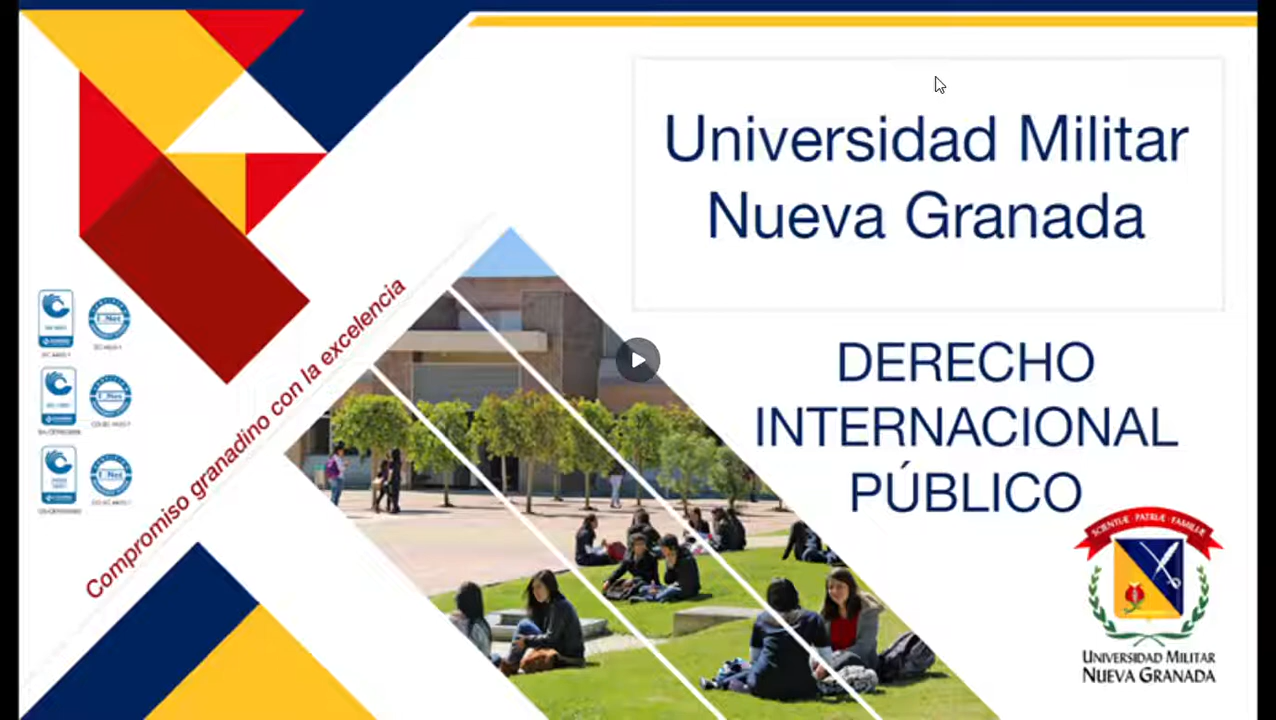 Universidad Militar
Nueva Granada
DERECHO
INTERNACIONAL
PÚBLICO
Compromiso granadino con la excelencia
SCIENTIÆ PATRIÆ FAMILIÆ
UNIVERSIDAD MILITAR
NUEVA GRANADA